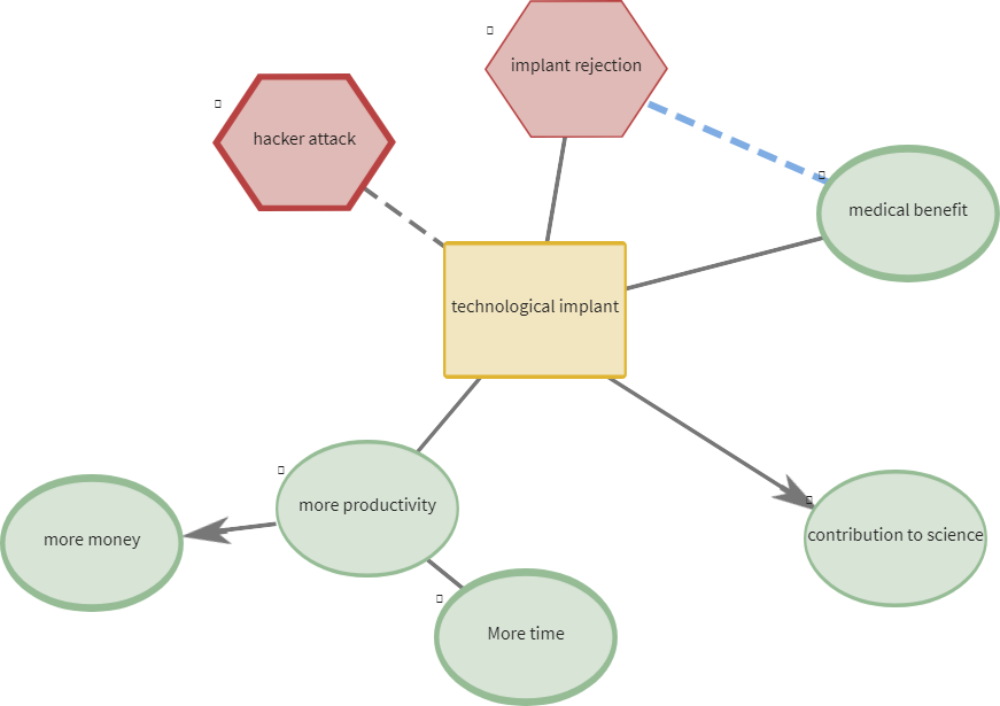 implant rejection
hacker attack
medical benefit
technological implant
more productivity
more money
contribution to science
More time